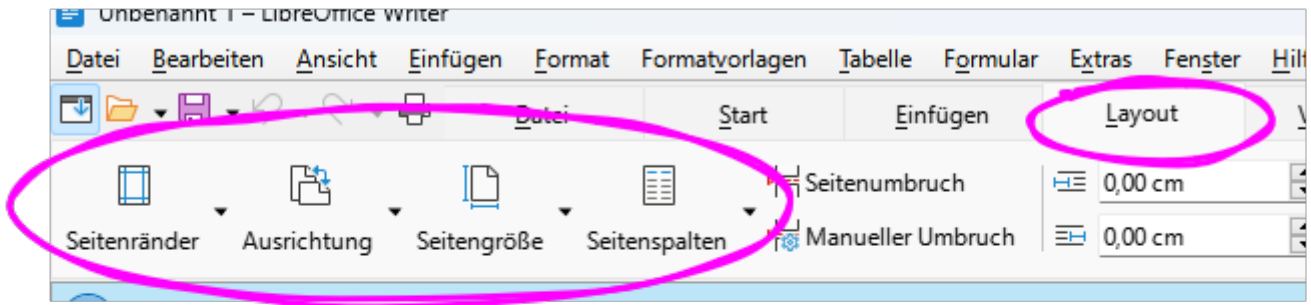 Unbenannt 1 – LibreOffice Writer
Datei Bearbeiten Ansicht Einfügen Format Formatvorlagen Tabelle Formular Extras Fenster
Datei Start Einfügen Layout
Seitenumbruch 0,00 cm
Seitenränder Ausrichtung Seitengröße Seitenspalten Manueller Umbruch 0,00 cm